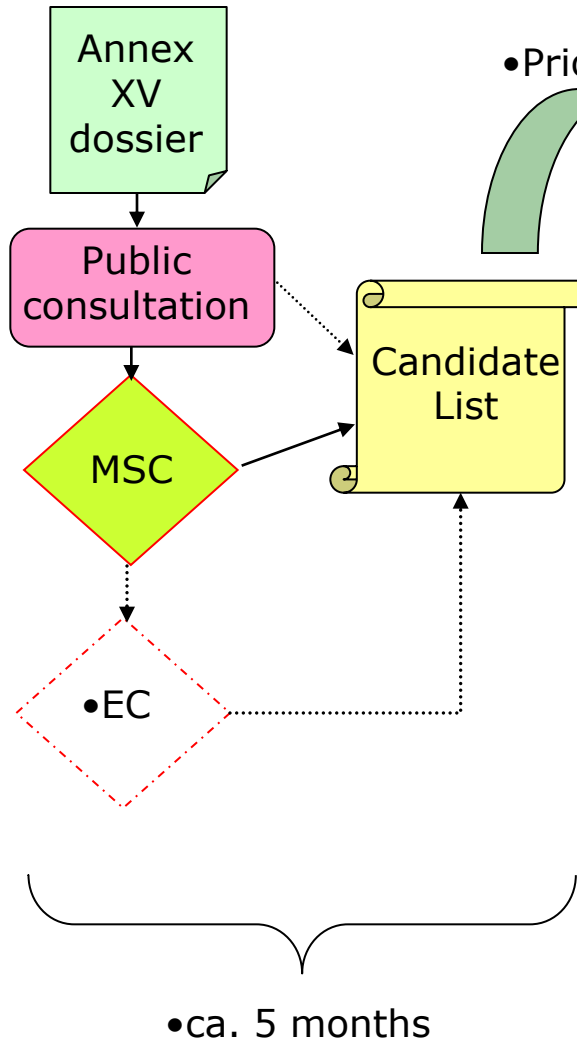 Annex
XV
dossier
Public
consultation
MSC
•EC
Candidate
List
•ca. 5 months